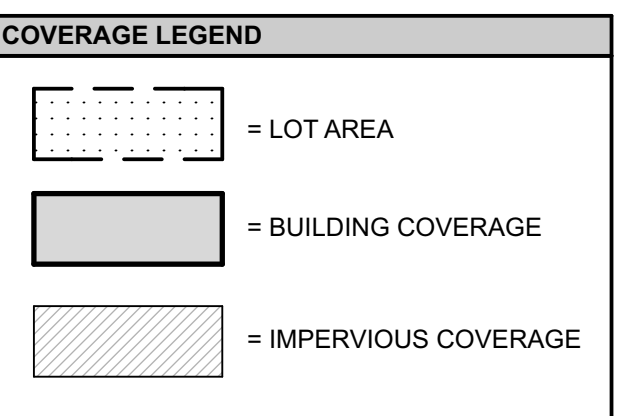 COVERAGE LEGEND
= LOT AREA
= BUILDING COVERAGE
= IMPERVIOUS COVERAGE